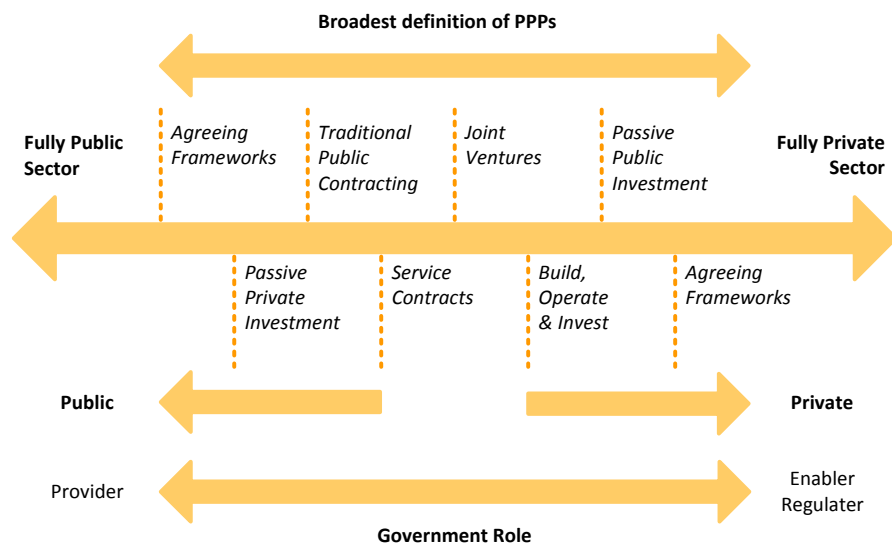 Broadest definition of PPPs
Fully Public
Sector
Agreeing
Frameworks
Traditional
Public
Contracting
Joint
Ventures
Passive
Public
Investment
Fully Private
Sector
Passive
Private
Investment
Service
Contracts
Build,
Operate
& Invest
Agreeing
Frameworks
Public
Private
Provider
Enabler
Regulater
Government Role